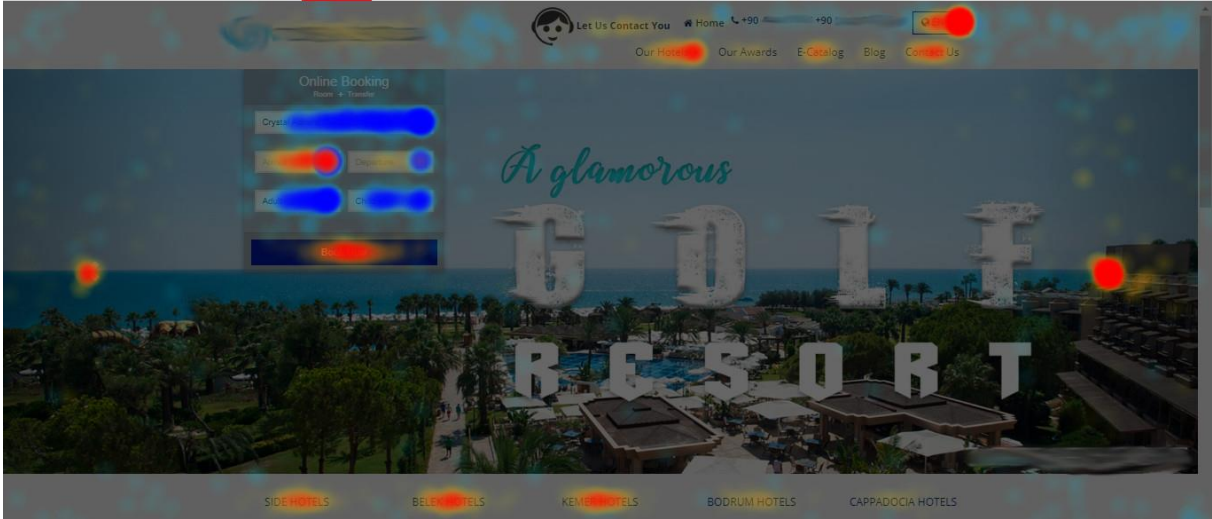 Let Us Contact You Home +90 +90
Our Hotels Our Awards E-Catalog Blog Contact Us
Online Booking
Room + Transfer
Departure
A glamorous
GOLF
RESORT
SIDE HOTELS BELEK HOTELS KEMER HOTELS BODRUM HOTELS CAPPADOCIA HOTELS